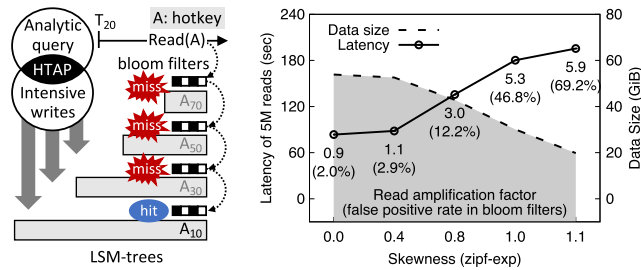 Analytic
query
HTAP
Intensive
writes
T20
A: hotkey
Read(A)
bloom filters
miss
A70
miss
A50
miss
A30
hit
A10
LSM-trees
Latency of 5M reads (sec)
240
180
120
60
0
Data size
Latency
0.9
(2.0%)
1.1
(2.9%)
3.0
(12.2%)
5.3
(46.8%)
5.9
(69.2%)
Read amplification factor
(false positive rate in bloom filters)
0.0
0.4
0.8
1.0
1.1
Skewness (zipf-exp)
80
60
40
20
0
Data Size (GiB)